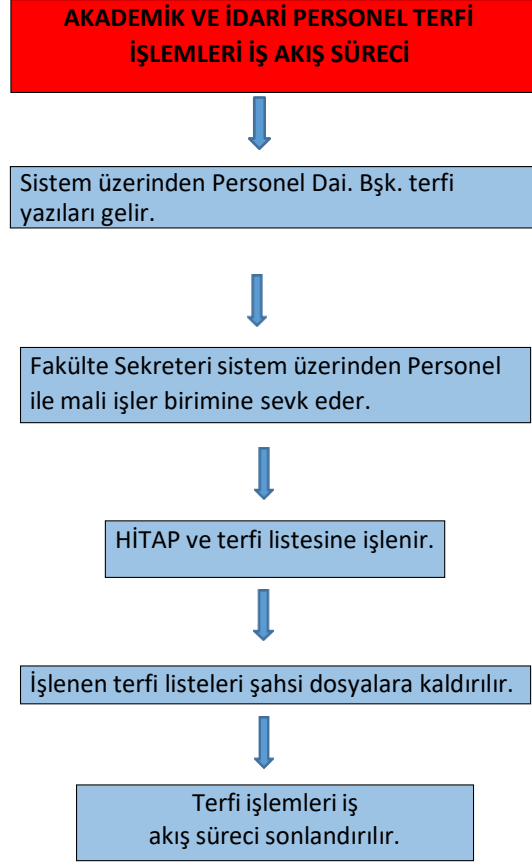 AKADEMİK VE İDARİ PERSONEL TERFİ
İŞLEMLERİ İŞ AKIŞ SÜRECİ
Sistem üzerinden Personel Dai. Bşk. terfi
yazıları gelir.
Fakülte Sekreteri sistem üzerinden Personel
ile mali işler birimine sevk eder.
HİTAP ve terfi listesine işlenir.
İşlenen terfi listeleri şahsi dosyalara kaldırılır.
Terfi işlemleri iş
akış süreci sonlandırılır.